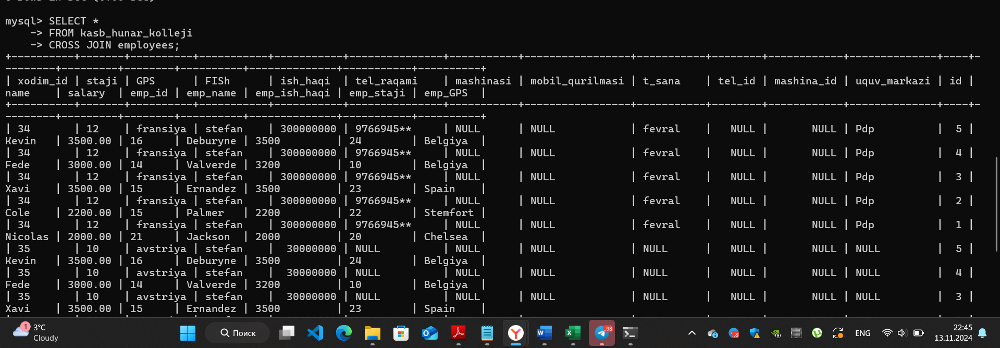 mysql> SELECT *
    -> FROM kasb_hunar_kolleji
    -> CROSS JOIN employees;
+----------+-------+----------+-----------+-----------+---------------+-----------+-----------------+-----------+--------+------------+--------------+----+-
--------+---------+--------+----------+--------------+-----------+----------+
| xodim_id | staji | GPS      | FISh      | ish_haqi  | tel_raqami    | mashinasi | mobil_qurilmasi | t_sana    | tel_id | mashina_id | uquv_markazi | id |
name    | salary  | emp_id | emp_name | emp_ish_haqi | emp_staji | emp_GPS  |
+----------+-------+----------+-----------+-----------+---------------+-----------+-----------------+-----------+--------+------------+--------------+----+-
--------+---------+--------+----------+--------------+-----------+----------+
| 34       | 12    | fransiya | stefan    | 300000000 | 9766945**     | NULL      | NULL            | fevral    |   NULL |       NULL | Pdp          |  5 |
Kevin   | 3500.00 | 16     | Deburyne | 3500         | 24        | Belgiya  |
| 34       | 12    | fransiya | stefan    | 300000000 | 9766945**     | NULL      | NULL            | fevral    |   NULL |       NULL | Pdp          |  4 |
Fede    | 3000.00 | 14     | Valverde | 3200         | 10        | Belgiya  |
| 34       | 12    | fransiya | stefan    | 300000000 | 9766945**     | NULL      | NULL            | fevral    |   NULL |       NULL | Pdp          |  3 |
Xavi    | 3500.00 | 15     | Ernandez | 3500         | 23        | Spain    |
| 34       | 12    | fransiya | stefan    | 300000000 | 9766945**     | NULL      | NULL            | fevral    |   NULL |       NULL | Pdp          |  2 |
Cole    | 2200.00 | 15     | Palmer   | 2200         | 22        | Stemfort |
| 34       | 12    | fransiya | stefan    | 300000000 | 9766945**     | NULL      | NULL            | fevral    |   NULL |       NULL | Pdp          |  1 |
Nicolas | 2000.00 | 21     | Jackson  | 2000         | 20        | Chelsea  |
| 35       | 10    | avstriya | stefan    |  30000000 | NULL          | NULL      | NULL            | NULL      |   NULL |       NULL | NULL         |  5 |
Kevin   | 3500.00 | 16     | Deburyne | 3500         | 24        | Belgiya  |
| 35       | 10    | avstriya | stefan    |  30000000 | NULL          | NULL      | NULL            | NULL      |   NULL |       NULL | NULL         |  4 |
Fede    | 3000.00 | 14     | Valverde | 3200         | 10        | Belgiya  |
| 35       | 10    | avstriya | stefan    |  30000000 | NULL          | NULL      | NULL            | NULL      |   NULL |       NULL | NULL         |  3 |
Xavi    | 3500.00 | 15     | Ernandez | 3500         | 23        | Spain    |
1
3°C
Cloudy
Поиск
.98
..8
ENG
22:45
13.11.2024